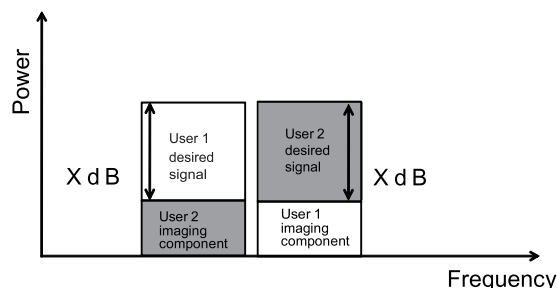 Power
User 1
desired
signal
User 2
desired
signal
X d B
X d B
User 2
imaging
component
User 1
imaging
component
Frequency